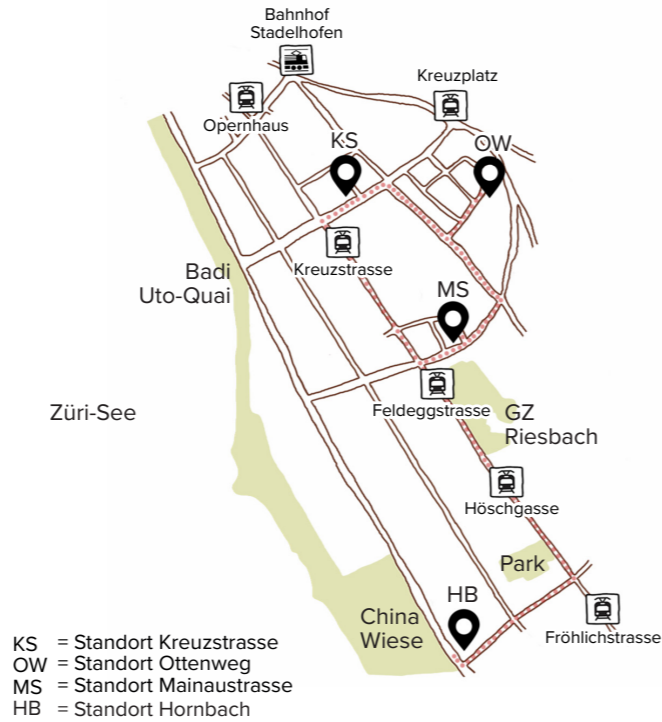 Bahnhof
Stadelhofen
Kreuzplatz
Opernhaus
KS
OW
Kreuzstrasse
Badi
Uto-Quai
MS
Züri-See
Feldeggstrasse
GZ
Riesbach
Höschgasse
Park
HB
China
Wiese
Fröhlichstrasse
KS = Standort Kreuzstrasse
OW = Standort Ottenweg
MS = Standort Mainaustrasse
HB = Standort Hornbach